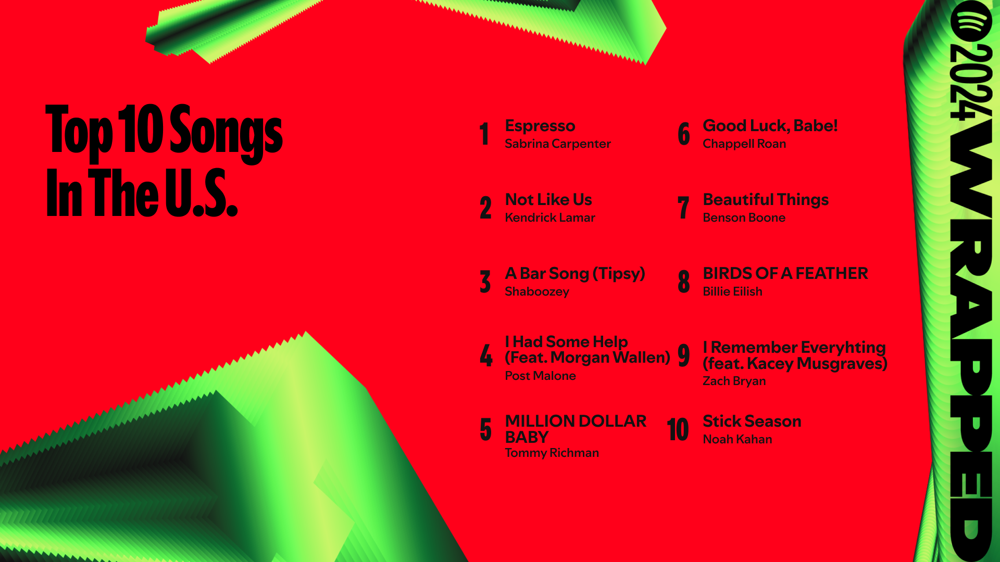 Top 10 Songs
In The U.S.
1
Espresso
Sabrina Carpenter
2
Not Like Us
Kendrick Lamar
3
A Bar Song (Tipsy)
Shaboozey
4
I Had Some Help
(Feat. Morgan Wallen)
Post Malone
5
MILLION DOLLAR
BABY
Tommy Richman
6
Good Luck, Babe!
Chappell Roan
7
Beautiful Things
Benson Boone
8
BIRDS OF A FEATHER
Billie Eilish
9
I Remember Everyhting
(feat. Kacey Musgraves)
Zach Bryan
10
Stick Season
Noah Kahan
2024 WRAPPED